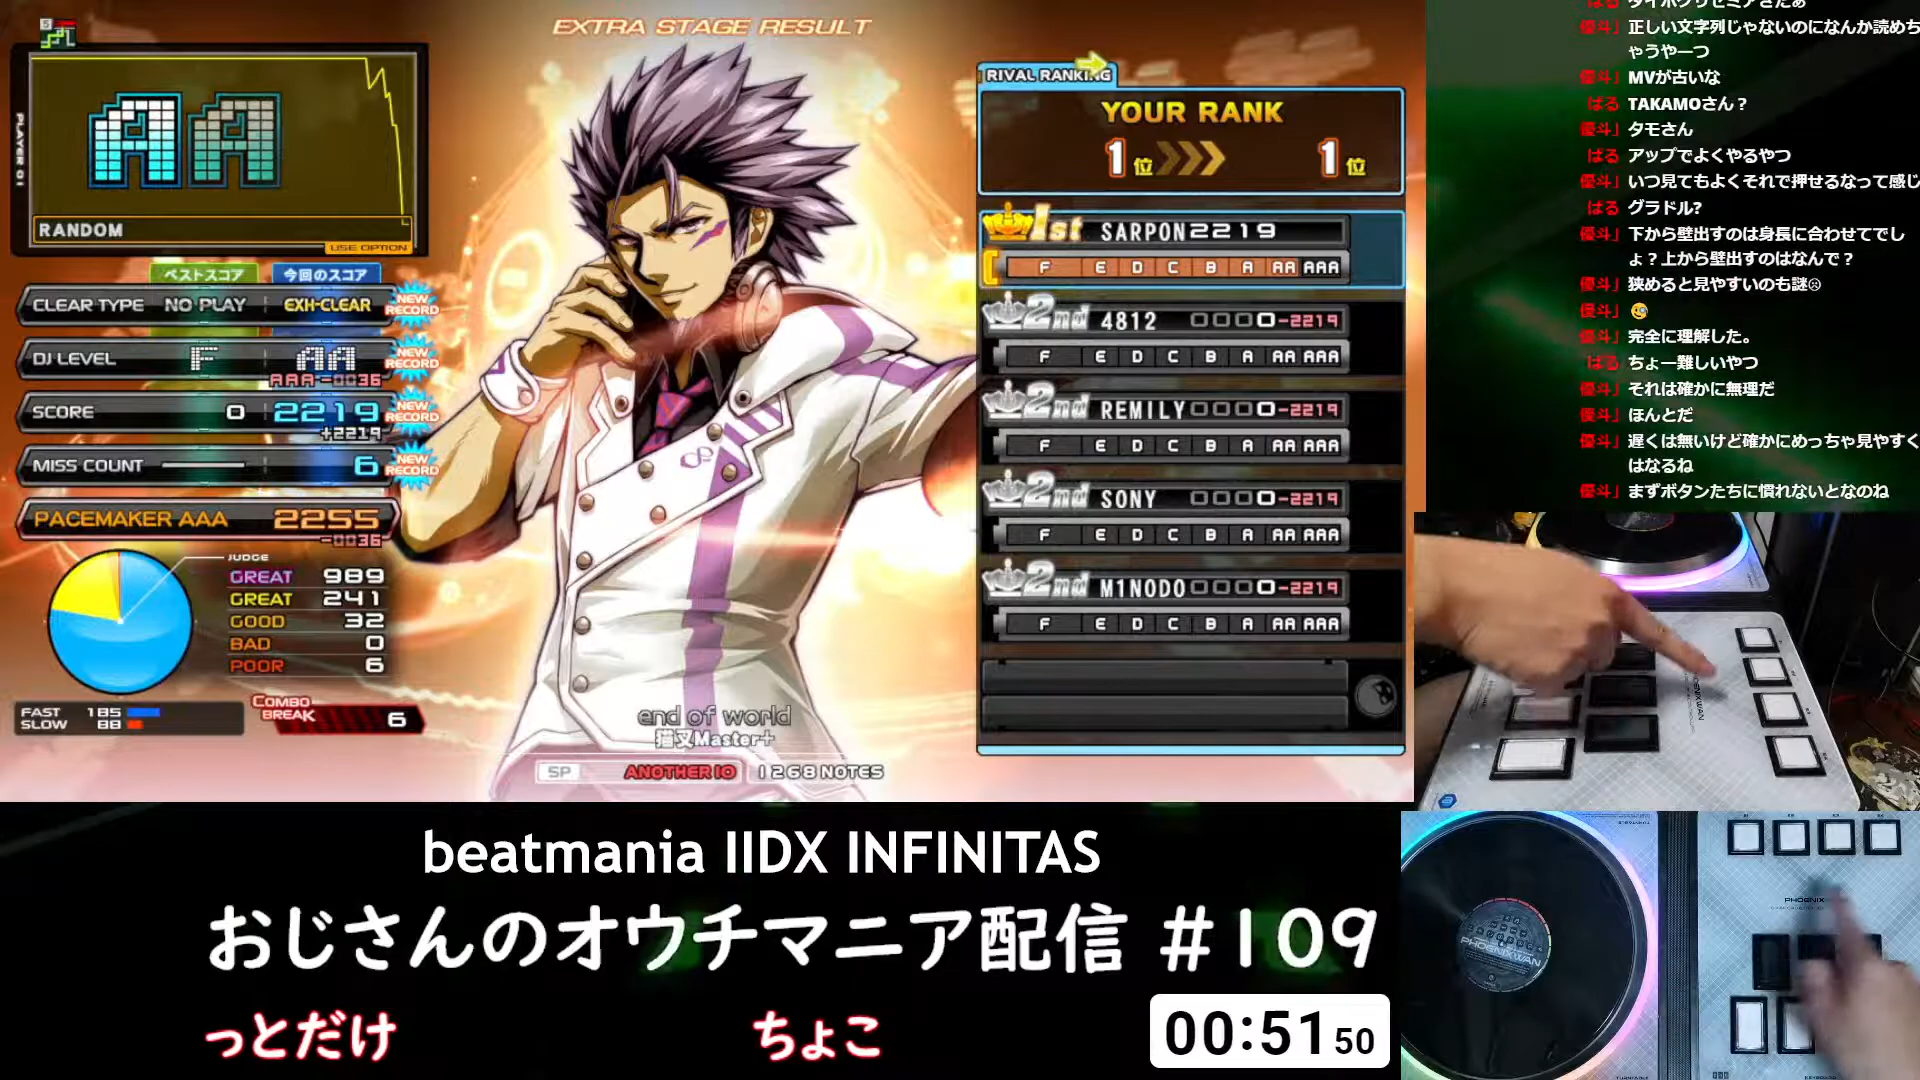 EXTRA STAGE RESULT
PLAYER 01
AA
RANDOM
USE OPTION
ベストスコア 今回のスコア
CLEAR TYPE NO PLAY EXH-CLEAR NEW RECORD
DJ LEVEL F AA NEW RECORD
AAA-0036
SCORE 0 2219 NEW RECORD
+2219
MISS COUNT 6 NEW RECORD
PACEMAKER AAA 2255
-0036
JUDGE
GREAT 989
GREAT 241
GOOD 32
BAD 0
POOR 6
FAST 185
SLOW 88
COMBO BREAK 6
end of world
猫叉Master+
SP ANOTHER 10 1268 NOTES
RIVAL RANKING
YOUR RANK
1位 1位
1st SARPON 2219
F E D C B A AA AAA
2nd 4812 0000-2219
F E D C B A AA AAA
2nd REMILY 0000-2219
F E D C B A AA AAA
2nd SONY 0000-2219
F E D C B A AA AAA
2nd M1NODO 0000-2219
F E D C B A AA AAA
優斗」 正しい文字列じゃないのになんか読めち
ゃうやーつ
優斗」 MVが古いな
ばる TAKAMOさん？
優斗」 タモさん
ばる アップでよくやるやつ
優斗」 いつ見てもよくそれで押せるなって感じ
ばる グラドル?
優斗」 下から壁出すのは身長に合わせてでし
ょ？上から壁出すのはなんで？
優斗」 狭めると見やすいのも謎☹
優斗」 🧐
優斗」 完全に理解した。
ばる ちょー難しいやつ
優斗」 それは確かに無理だ
優斗」 ほんとだ
優斗」 遅くは無いけど確かにめっちゃ見やすく
はなるね
優斗」 まずボタンたちに慣れないとなのね
PHOENIXWAN
PHOENIX
PHOENIXWAN
beatmania IIDX INFINITAS
おじさんのオウチマニア配信 #109
っとだけ ちょこ
00:51 50